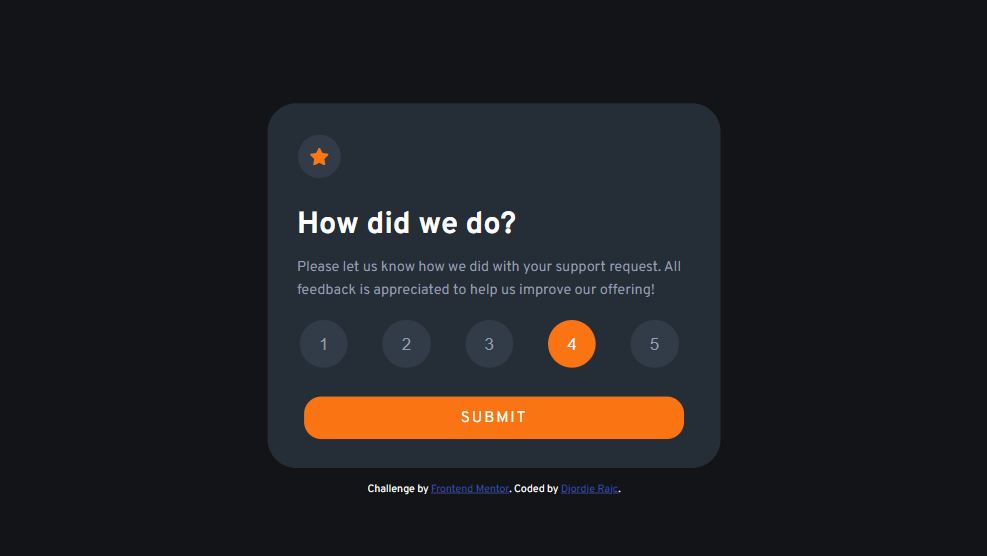 How did we do?
Please let us know how we did with your support request. All
feedback is appreciated to help us improve our offering!
1 2 3 4 5
SUBMIT
Challenge by Frontend Mentor. Coded by Djordje Rajc.